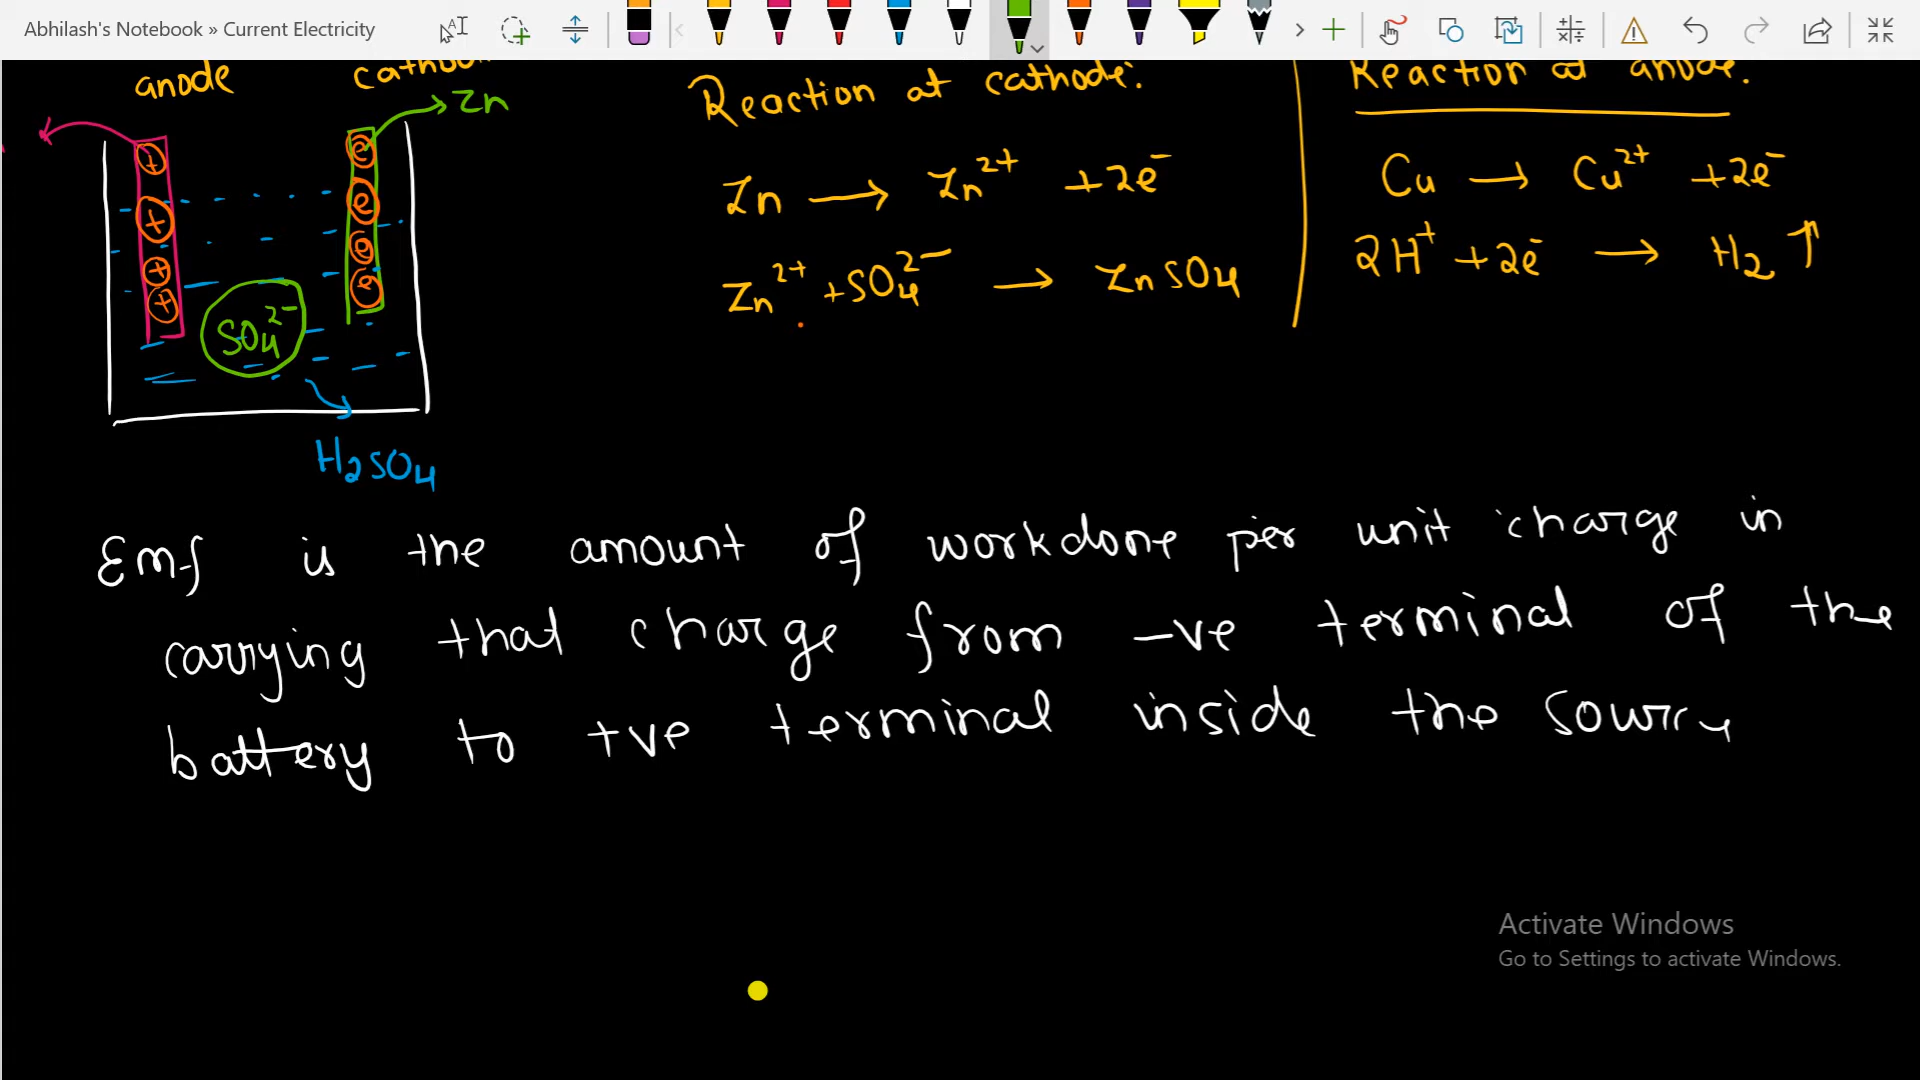 Abhilash's Notebook » Current Electricity
anode
Zn
SO₄²⁻
H₂SO₄
Reaction at cathode:
Zn → Zn²⁺ +2e⁻
Zn²⁺ +SO₄²⁻ → ZnSO₄
Reaction at anode:
Cu → Cu²⁺ +2e⁻
2H⁺ +2e⁻ → H₂ ↑
Emf is the amount of workdone per unit charge in
carrying that charge from -ve terminal of the
battery to +ve terminal inside the source
Activate Windows
Go to Settings to activate Windows.